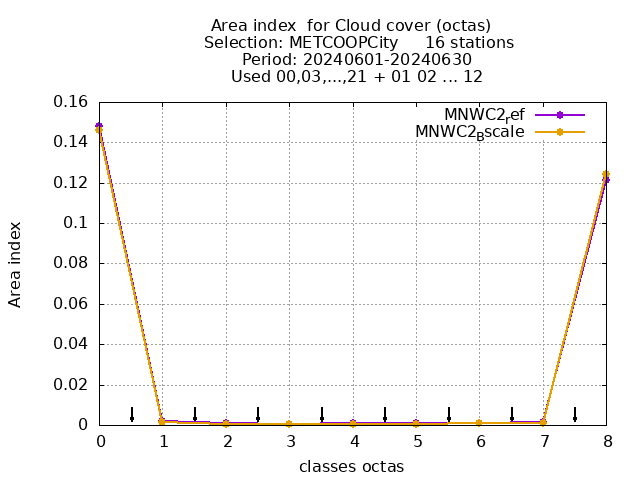 Area index  for Cloud cover (octas)
Selection: METCOOPCity     16 stations
Period: 20240601-20240630
Used 00,03,...,21 + 01 02 ... 12
MNWC2ref
MNWC2Bscale
0.16
0.14
0.12
0.1
0.08
0.06
0.04
0.02
0
Area index
0 1 2 3 4 5 6 7 8
classes octas